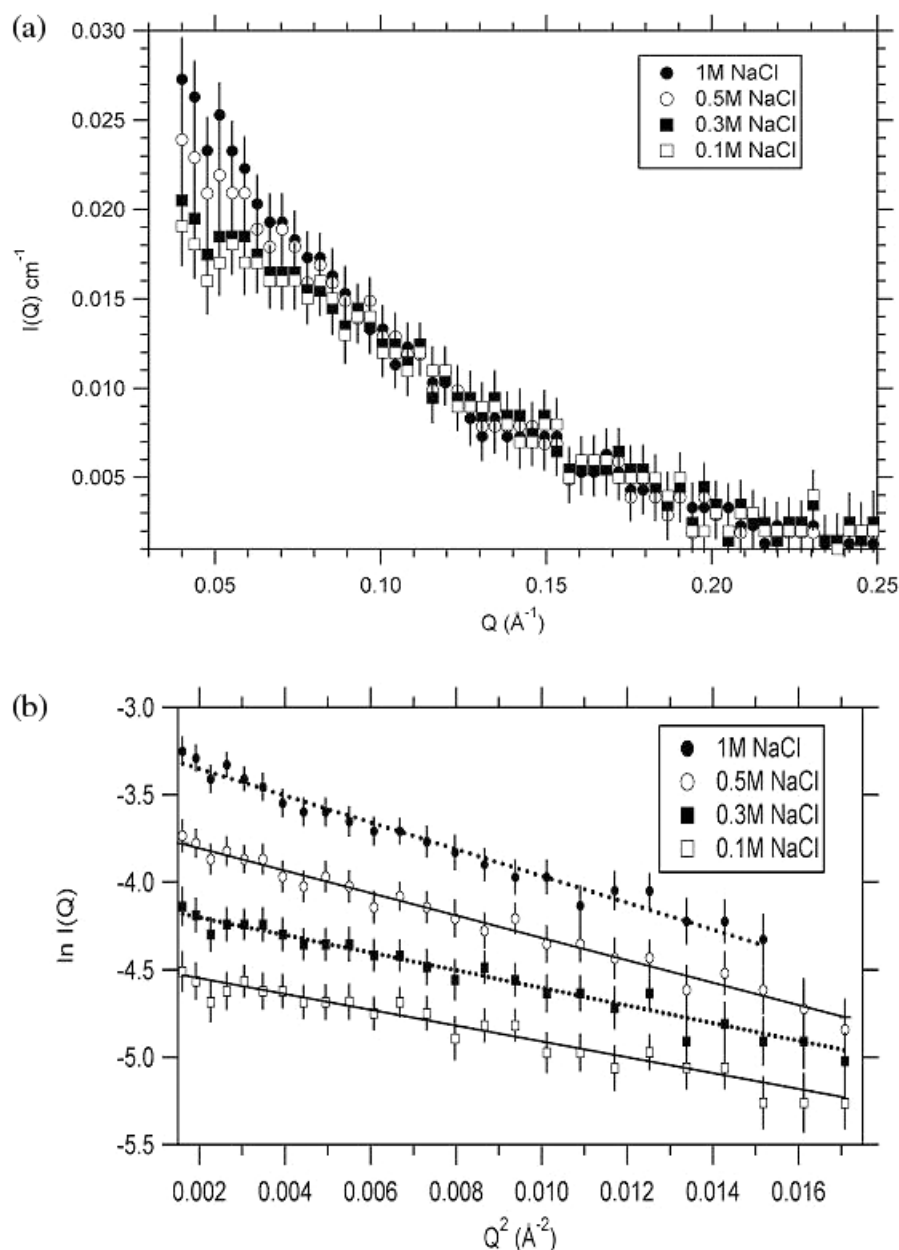 (a)
0.030
0.025
0.020
0.015
0.010
0.005
I(Q) cm⁻¹
1M NaCl
0.5M NaCl
0.3M NaCl
0.1M NaCl
0.05 0.10 0.15 0.20 0.25
Q (Å⁻¹)
(b)
-3.0
-3.5
-4.0
-4.5
-5.0
-5.5
ln I(Q)
1M NaCl
0.5M NaCl
0.3M NaCl
0.1M NaCl
0.002 0.004 0.006 0.008 0.010 0.012 0.014 0.016
Q² (Å⁻²)